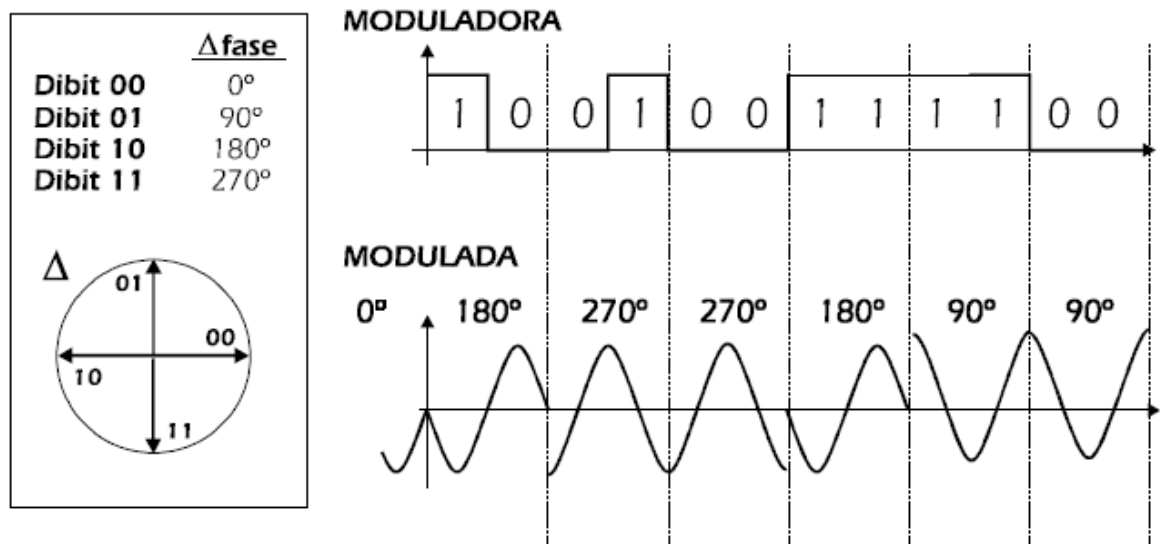 Δ fase
Dibit 00 0º
Dibit 01 90º
Dibit 10 180º
Dibit 11 270º
Δ
01
00
10
11
MODULADORA
1 0 0 1 0 0 1 1 1 1 0 0
MODULADA
0º 180º 270º 270º 180º 90º 90º